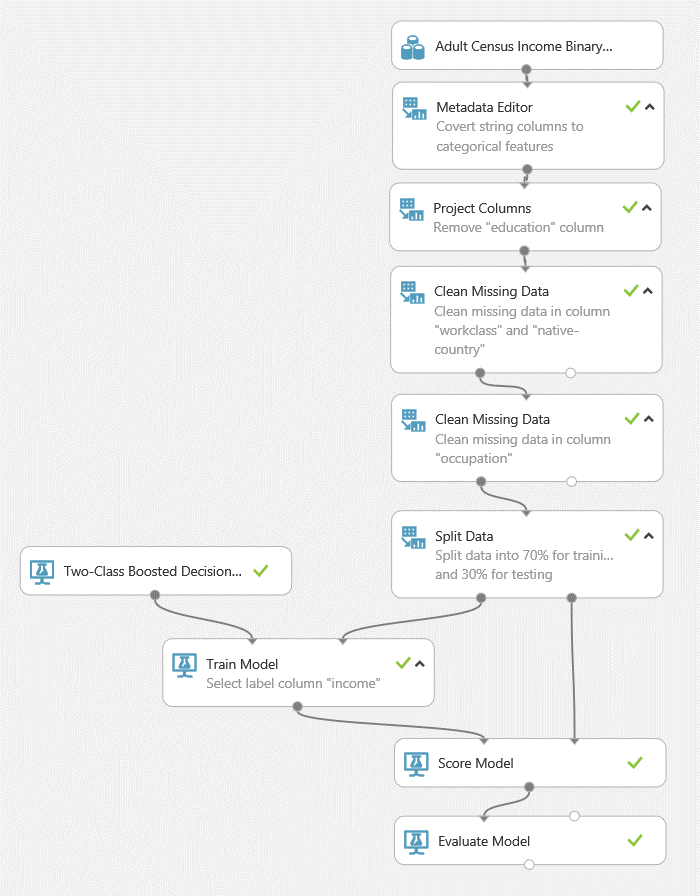 Adult Census Income Binary...
Metadata Editor
Covert string columns to
categorical features
Project Columns
Remove "education" column
Clean Missing Data
Clean missing data in column
"workclass" and "native-
country"
Clean Missing Data
Clean missing data in column
"occupation"
Split Data
Split data into 70% for traini...
and 30% for testing
Two-Class Boosted Decision...
Train Model
Select label column "income"
Score Model
Evaluate Model